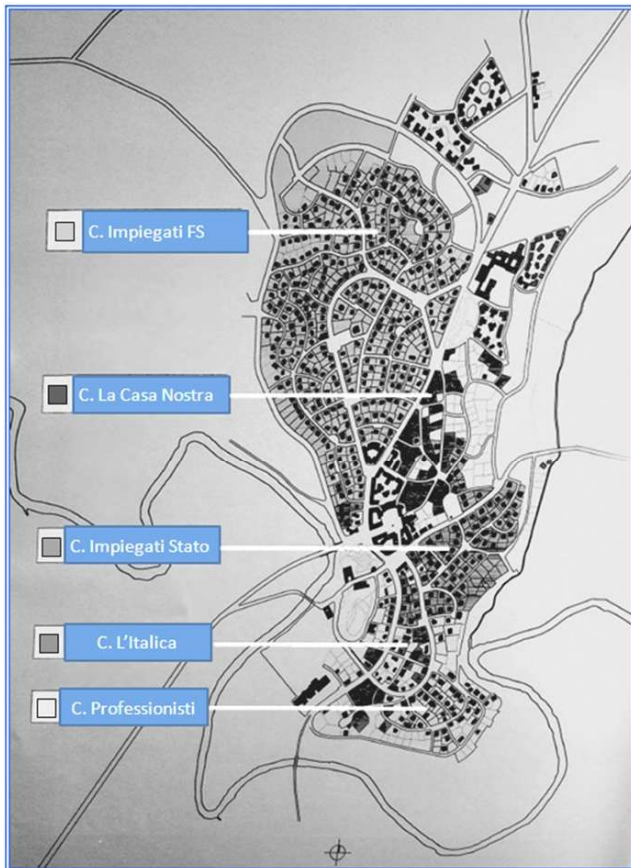 C. Impiegati FS
C. La Casa Nostra
C. Impiegati Stato
C. L'Italica
C. Professionisti